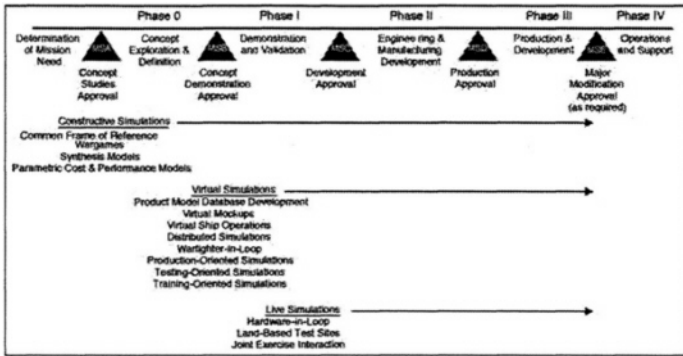 Phase 0 Phase I Phase II Phase III Phase IV
Determination of Mission Need
Concept Exploration & Definition
Demonstration and Validation
Engineering & Manufacturing Development
Production & Development
Operations and Support
Concept Studies Approval
Concept Demonstration Approval
Development Approval
Production Approval
Major Modification Approval (as required)
Constructive Simulations
Common Frame of Reference
Wargames
Synthesis Models
Parametric Cost & Performance Models
Virtual Simulations
Product Model Database Development
Virtual Mockups
Virtual Ship Operations
Distributed Simulations
Warfighter-in-Loop
Production-Oriented Simulations
Testing-Oriented Simulations
Training-Oriented Simulations
Live Simulations
Hardware-in-Loop
Land-Based Test Sites
Joint Exercise Interaction